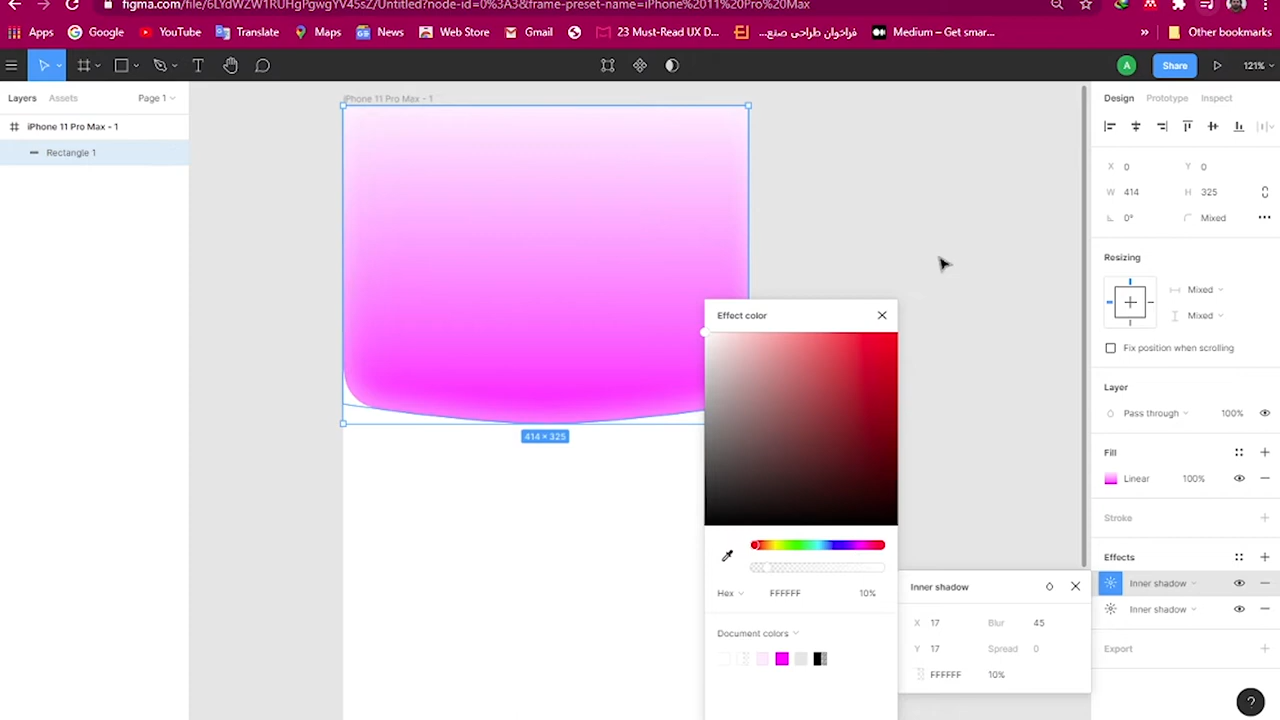 figma.com/file/6LYdWZW1RUHgPgwgYV45sZ/Untitled?node-id=0%3A3&frame-preset-name=iPhone%2011%20Pro%20Max
Apps Google YouTube Translate Maps News Web Store Gmail 23 Must-Read UX D... فراخوان طراحی صنع... Medium – Get smar... » Other bookmarks
A Share 121%
Layers Assets Page 1
iPhone 11 Pro Max - 1
Rectangle 1
iPhone 11 Pro Max - 1
414 × 325
Design Prototype Inspect
X 0 Y 0
W 414 H 325
0° Mixed
Resizing
Mixed
Mixed
Fix position when scrolling
Layer
Pass through 100%
Fill
Linear 100%
Stroke
Effects
Inner shadow
Inner shadow
Export
Effect color
Hex FFFFFF 10%
Document colors
Inner shadow
X 17 Blur 45
Y 17 Spread 0
FFFFFF 10%
?